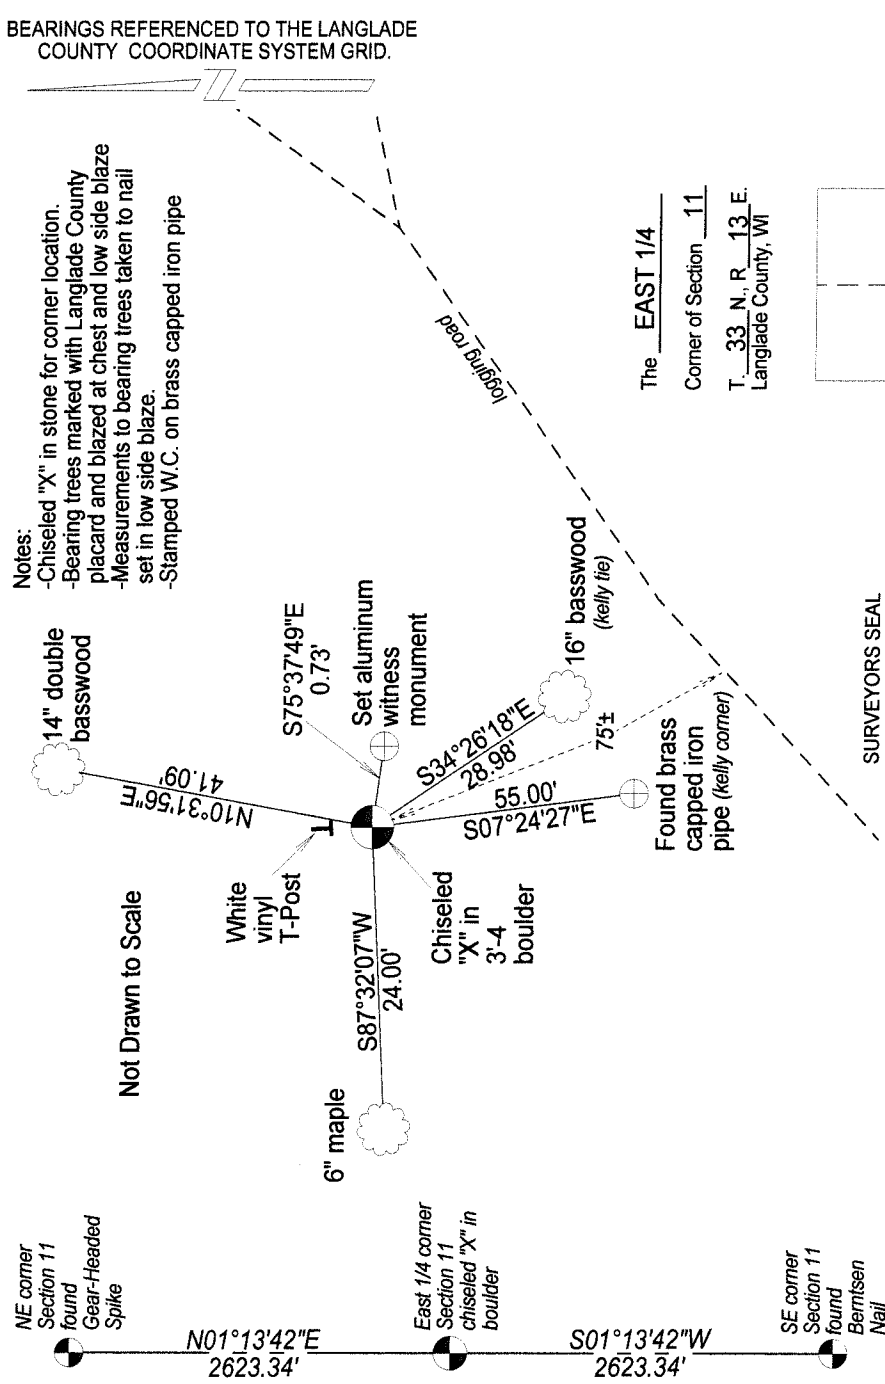 BEARINGS REFERENCED TO THE LANGLADE
COUNTY COORDINATE SYSTEM GRID.
Notes:
-Chiseled "X" in stone for corner location.
-Bearing trees marked with Langlade County
placard and blazed at chest and low side blaze
-Measurements to bearing trees taken to nail
set in low side blaze.
-Stamped W.C. on brass capped iron pipe
Not Drawn to Scale
14" double
basswood
N10°31'56"E
41.09'
White
vinyl
T-Post
S75°37'49"E
0.73'
Set aluminum
witness
monument
6" maple
S87°32'07"W
24.00'
Chiseled
"X" in
3'-4
boulder
S34°26'18"E
28.98'
16" basswood
(kelly tie)
75'±
55.00'
S07°24'27"E
Found brass
capped iron
pipe (kelly corner)
logging road
The EAST 1/4
Corner of Section 11
T. 33 N., R 13 E.
Langlade County, WI
SURVEYORS SEAL
NE corner
Section 11
found
Gear-Headed
Spike
N01°13'42"E
2623.34'
East 1/4 corner
Section 11
chiseled "X" in
boulder
S01°13'42"W
2623.34'
SE corner
Section 11
found
Berntsen
Nail